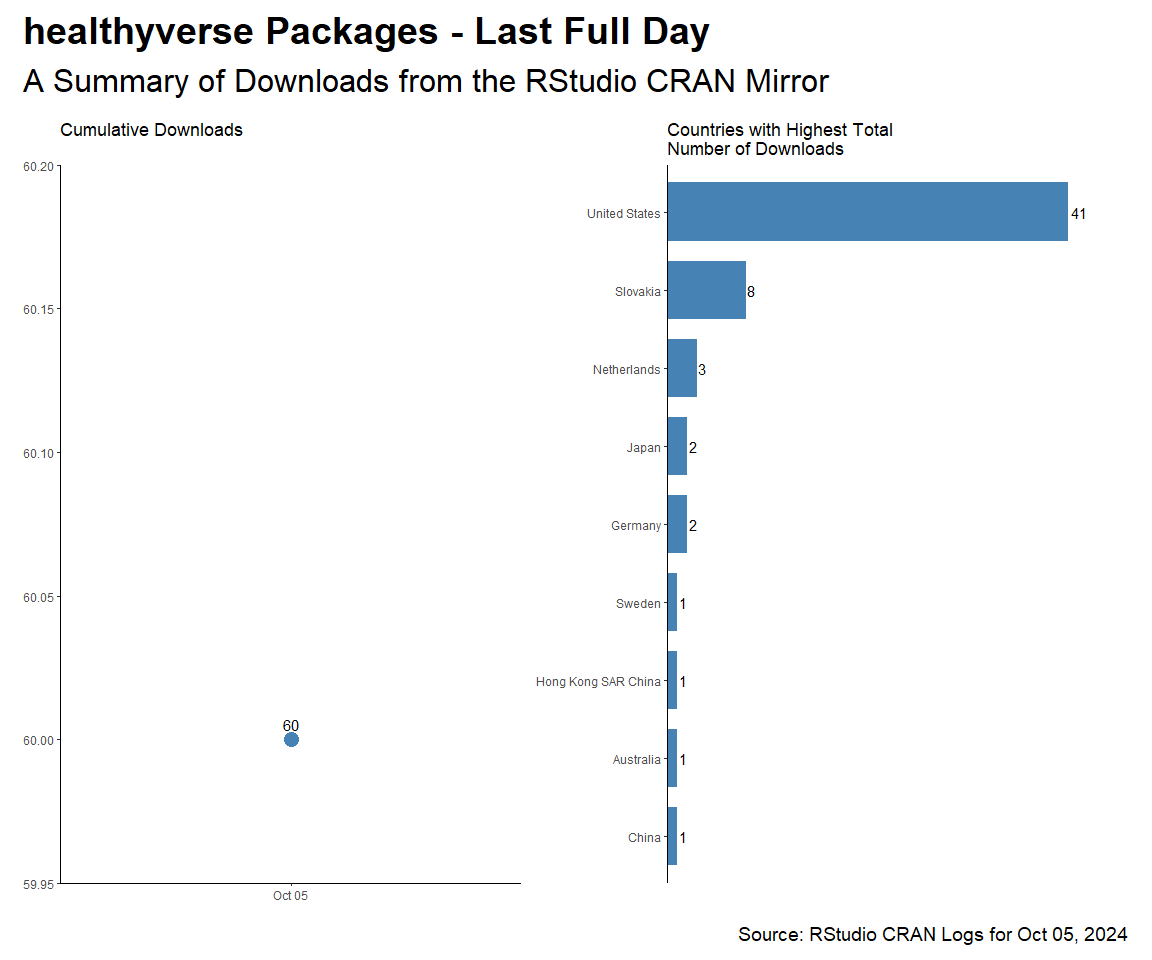 healthyverse Packages - Last Full Day
A Summary of Downloads from the RStudio CRAN Mirror
Cumulative Downloads
60.20
60.15
60.10
60.05
60.00
59.95
60
Oct 05
Countries with Highest Total
Number of Downloads
United States 41
Slovakia 8
Netherlands 3
Japan 2
Germany 2
Sweden 1
Hong Kong SAR China 1
Australia 1
China 1
Source: RStudio CRAN Logs for Oct 05, 2024